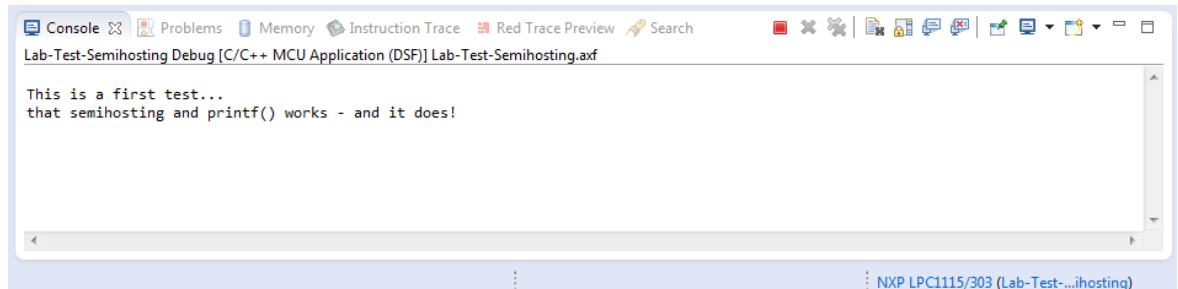 Console Problems Memory Instruction Trace Red Trace Preview Search
Lab-Test-Semihosting Debug [C/C++ MCU Application (DSF)] Lab-Test-Semihosting.axf
This is a first test...
that semihosting and printf() works - and it does!
NXP LPC1115/303 (Lab-Test-...ihosting)